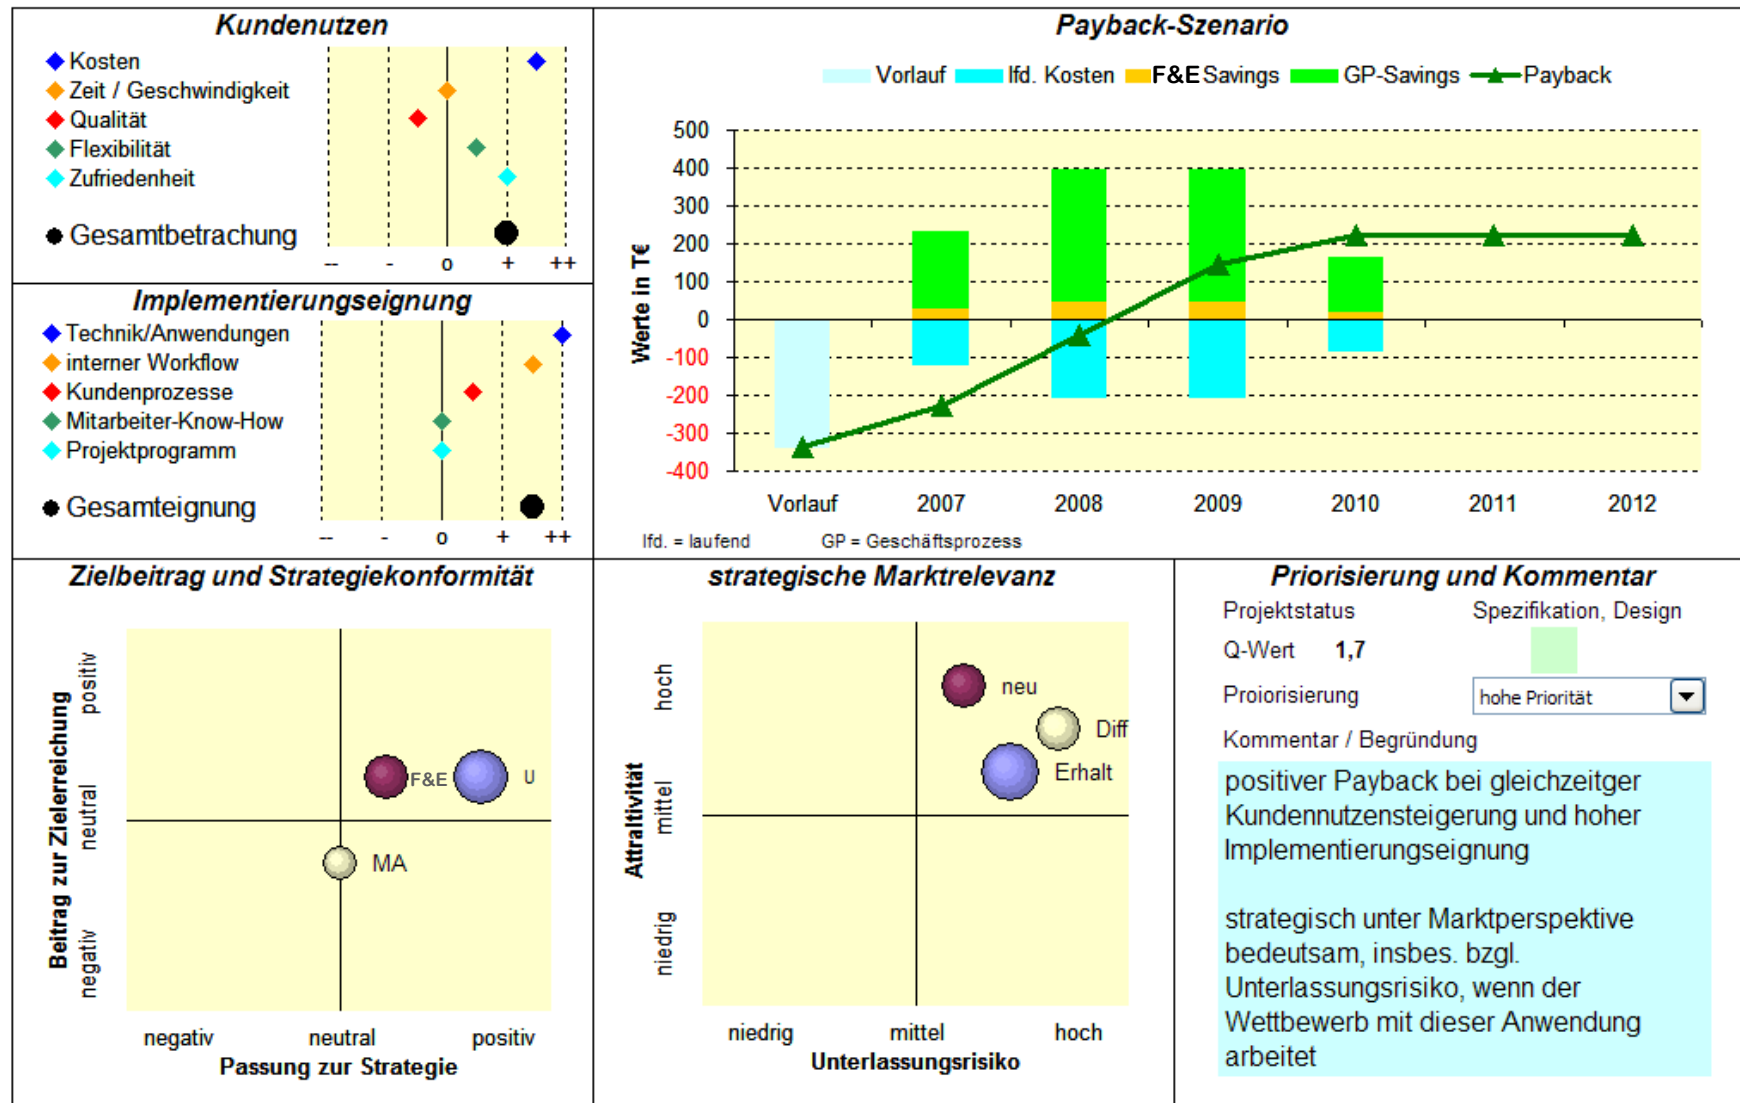 Kundenutzen
Kosten
Zeit / Geschwindigkeit
Qualität
Flexibilität
Zufriedenheit
Gesamtbetrachung
-- - o + ++
Implementierungseignung
Technik/Anwendungen
interner Workflow
Kundenprozesse
Mitarbeiter-Know-How
Projektprogramm
Gesamteignung
-- - o + ++
Payback-Szenario
Vorlauf lfd. Kosten F&E Savings GP-Savings Payback
Werte in T€
500
400
300
200
100
0
-100
-200
-300
-400
Vorlauf 2007 2008 2009 2010 2011 2012
lfd. = laufend GP = Geschäftsprozess
Zielbeitrag und Strategiekonformität
Beitrag zur Zielerreichung
positiv
neutral
negativ
F&E U
MA
negativ neutral positiv
Passung zur Strategie
strategische Marktrelevanz
Attraltivität
hoch
mittel
niedrig
neu
Diff
Erhalt
niedrig mittel hoch
Unterlassungsrisiko
Priorisierung und Kommentar
Projektstatus Spezifikation, Design
Q-Wert 1,7
Proiorisierung hohe Priorität
Kommentar / Begründung
positiver Payback bei gleichzeitger
Kundennutzensteigerung und hoher
Implementierungseignung
strategisch unter Marktperspektive
bedeutsam, insbes. bzgl.
Unterlassungsrisiko, wenn der
Wettbewerb mit dieser Anwendung
arbeitet